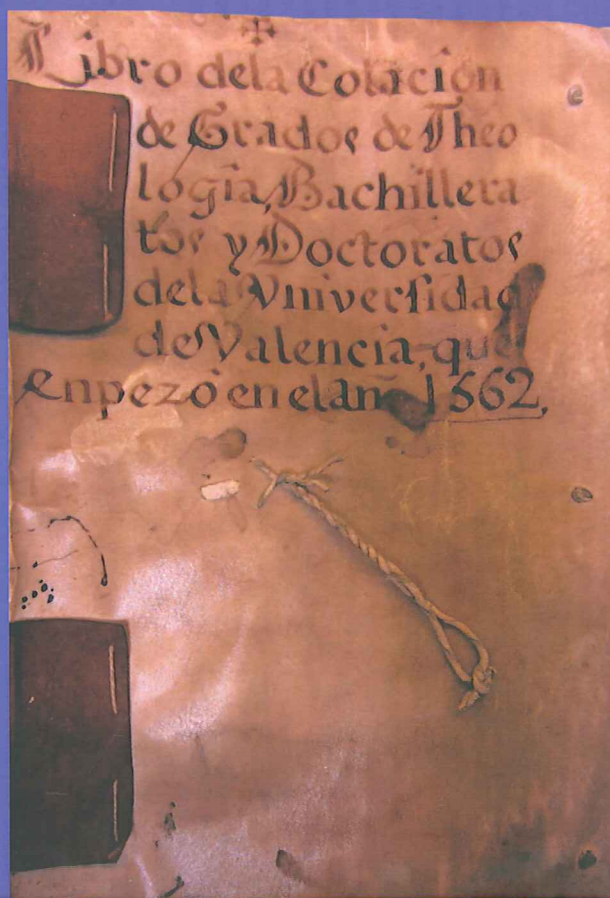 Libro dela Colación
de Grados de Theo
logia, Bachillera
tos y Doctoratos
dela Vniversidad
de Valencia, que
enpezó en el año 1562,